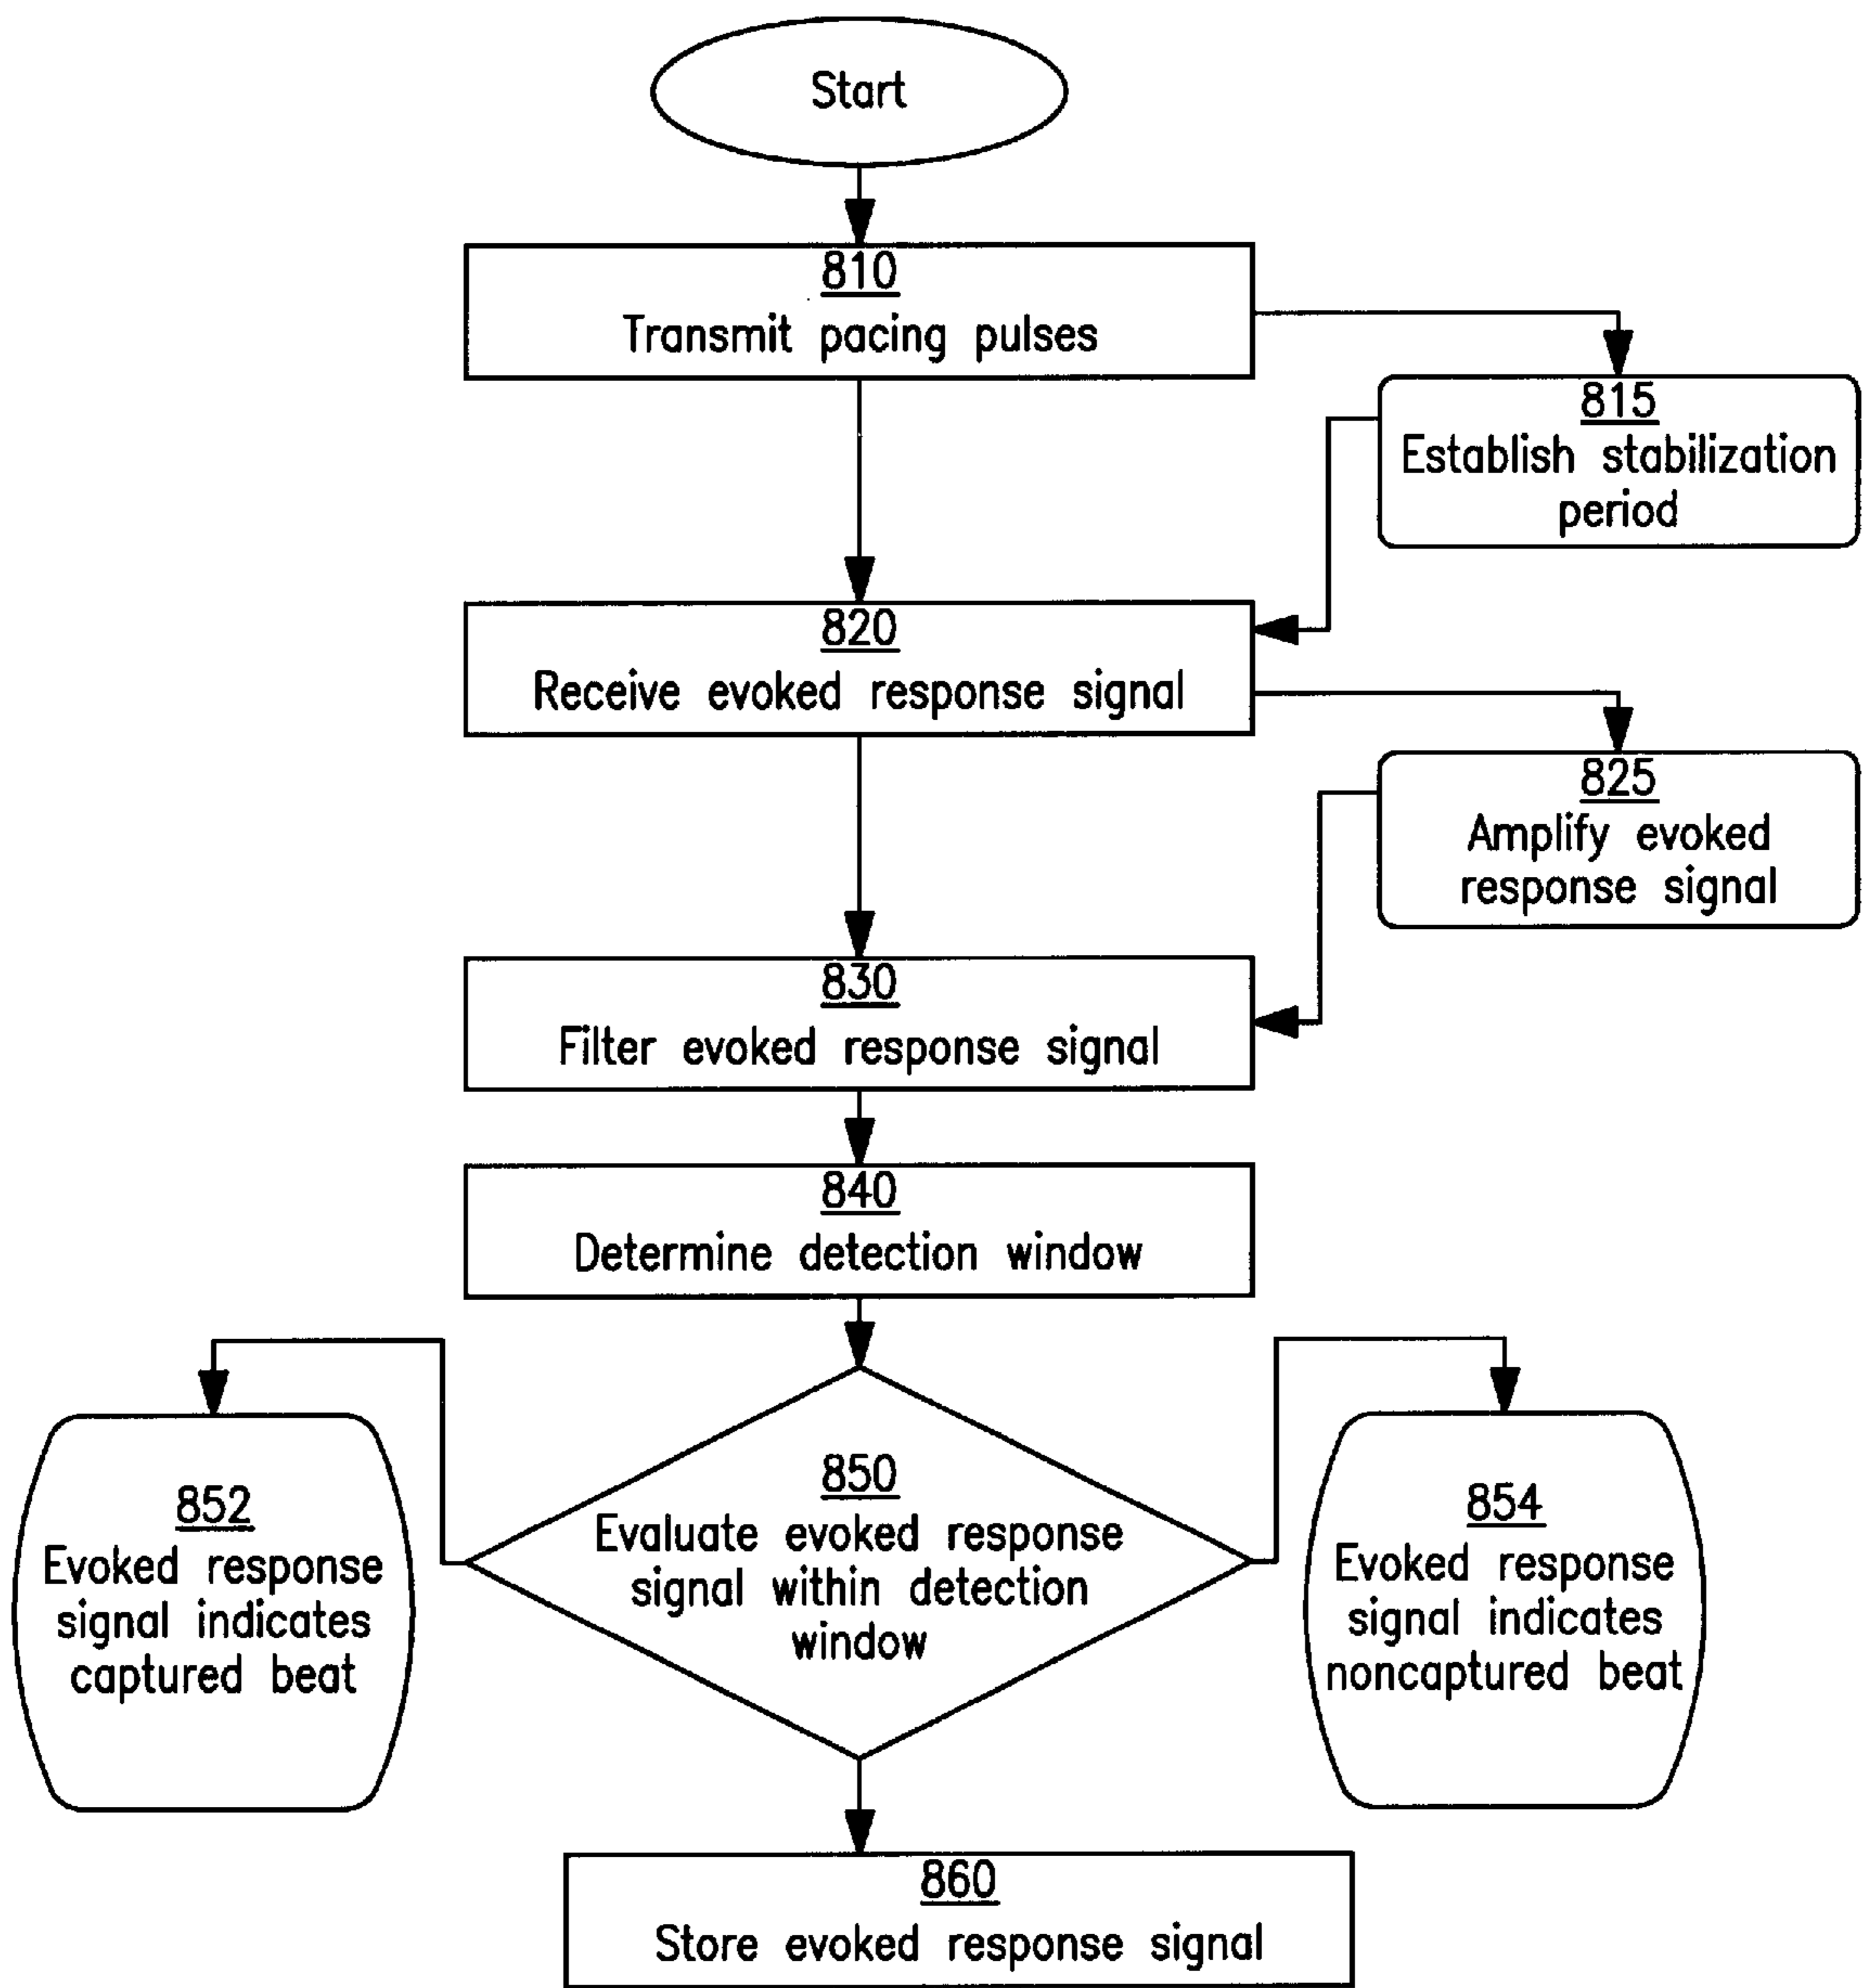 Start
810
Transmit pacing pulses
815
Establish stabilization
period
820
Receive evoked response signal
825
Amplify evoked
response signal
830
Filter evoked response signal
840
Determine detection window
852
Evoked response
signal indicates
captured beat
850
Evaluate evoked response
signal within detection
window
854
Evoked response
signal indicates
noncaptured beat
860
Store evoked response signal